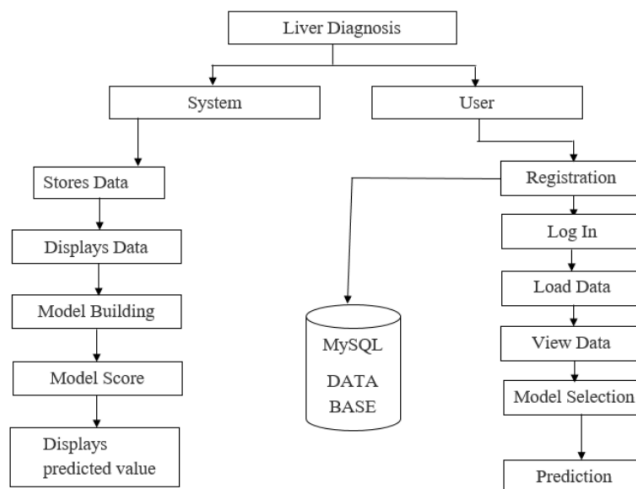 Liver Diagnosis
System
User
Stores Data
Registration
Displays Data
Log In
Load Data
Model Building
MySQL
DATA
BASE
View Data
Model Score
Model Selection
Displays
predicted value
Prediction